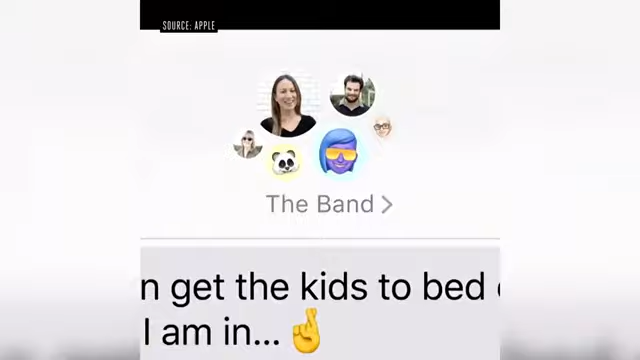 SOURCE: APPLE
The Band >
n get the kids to bed
I am in...🤞